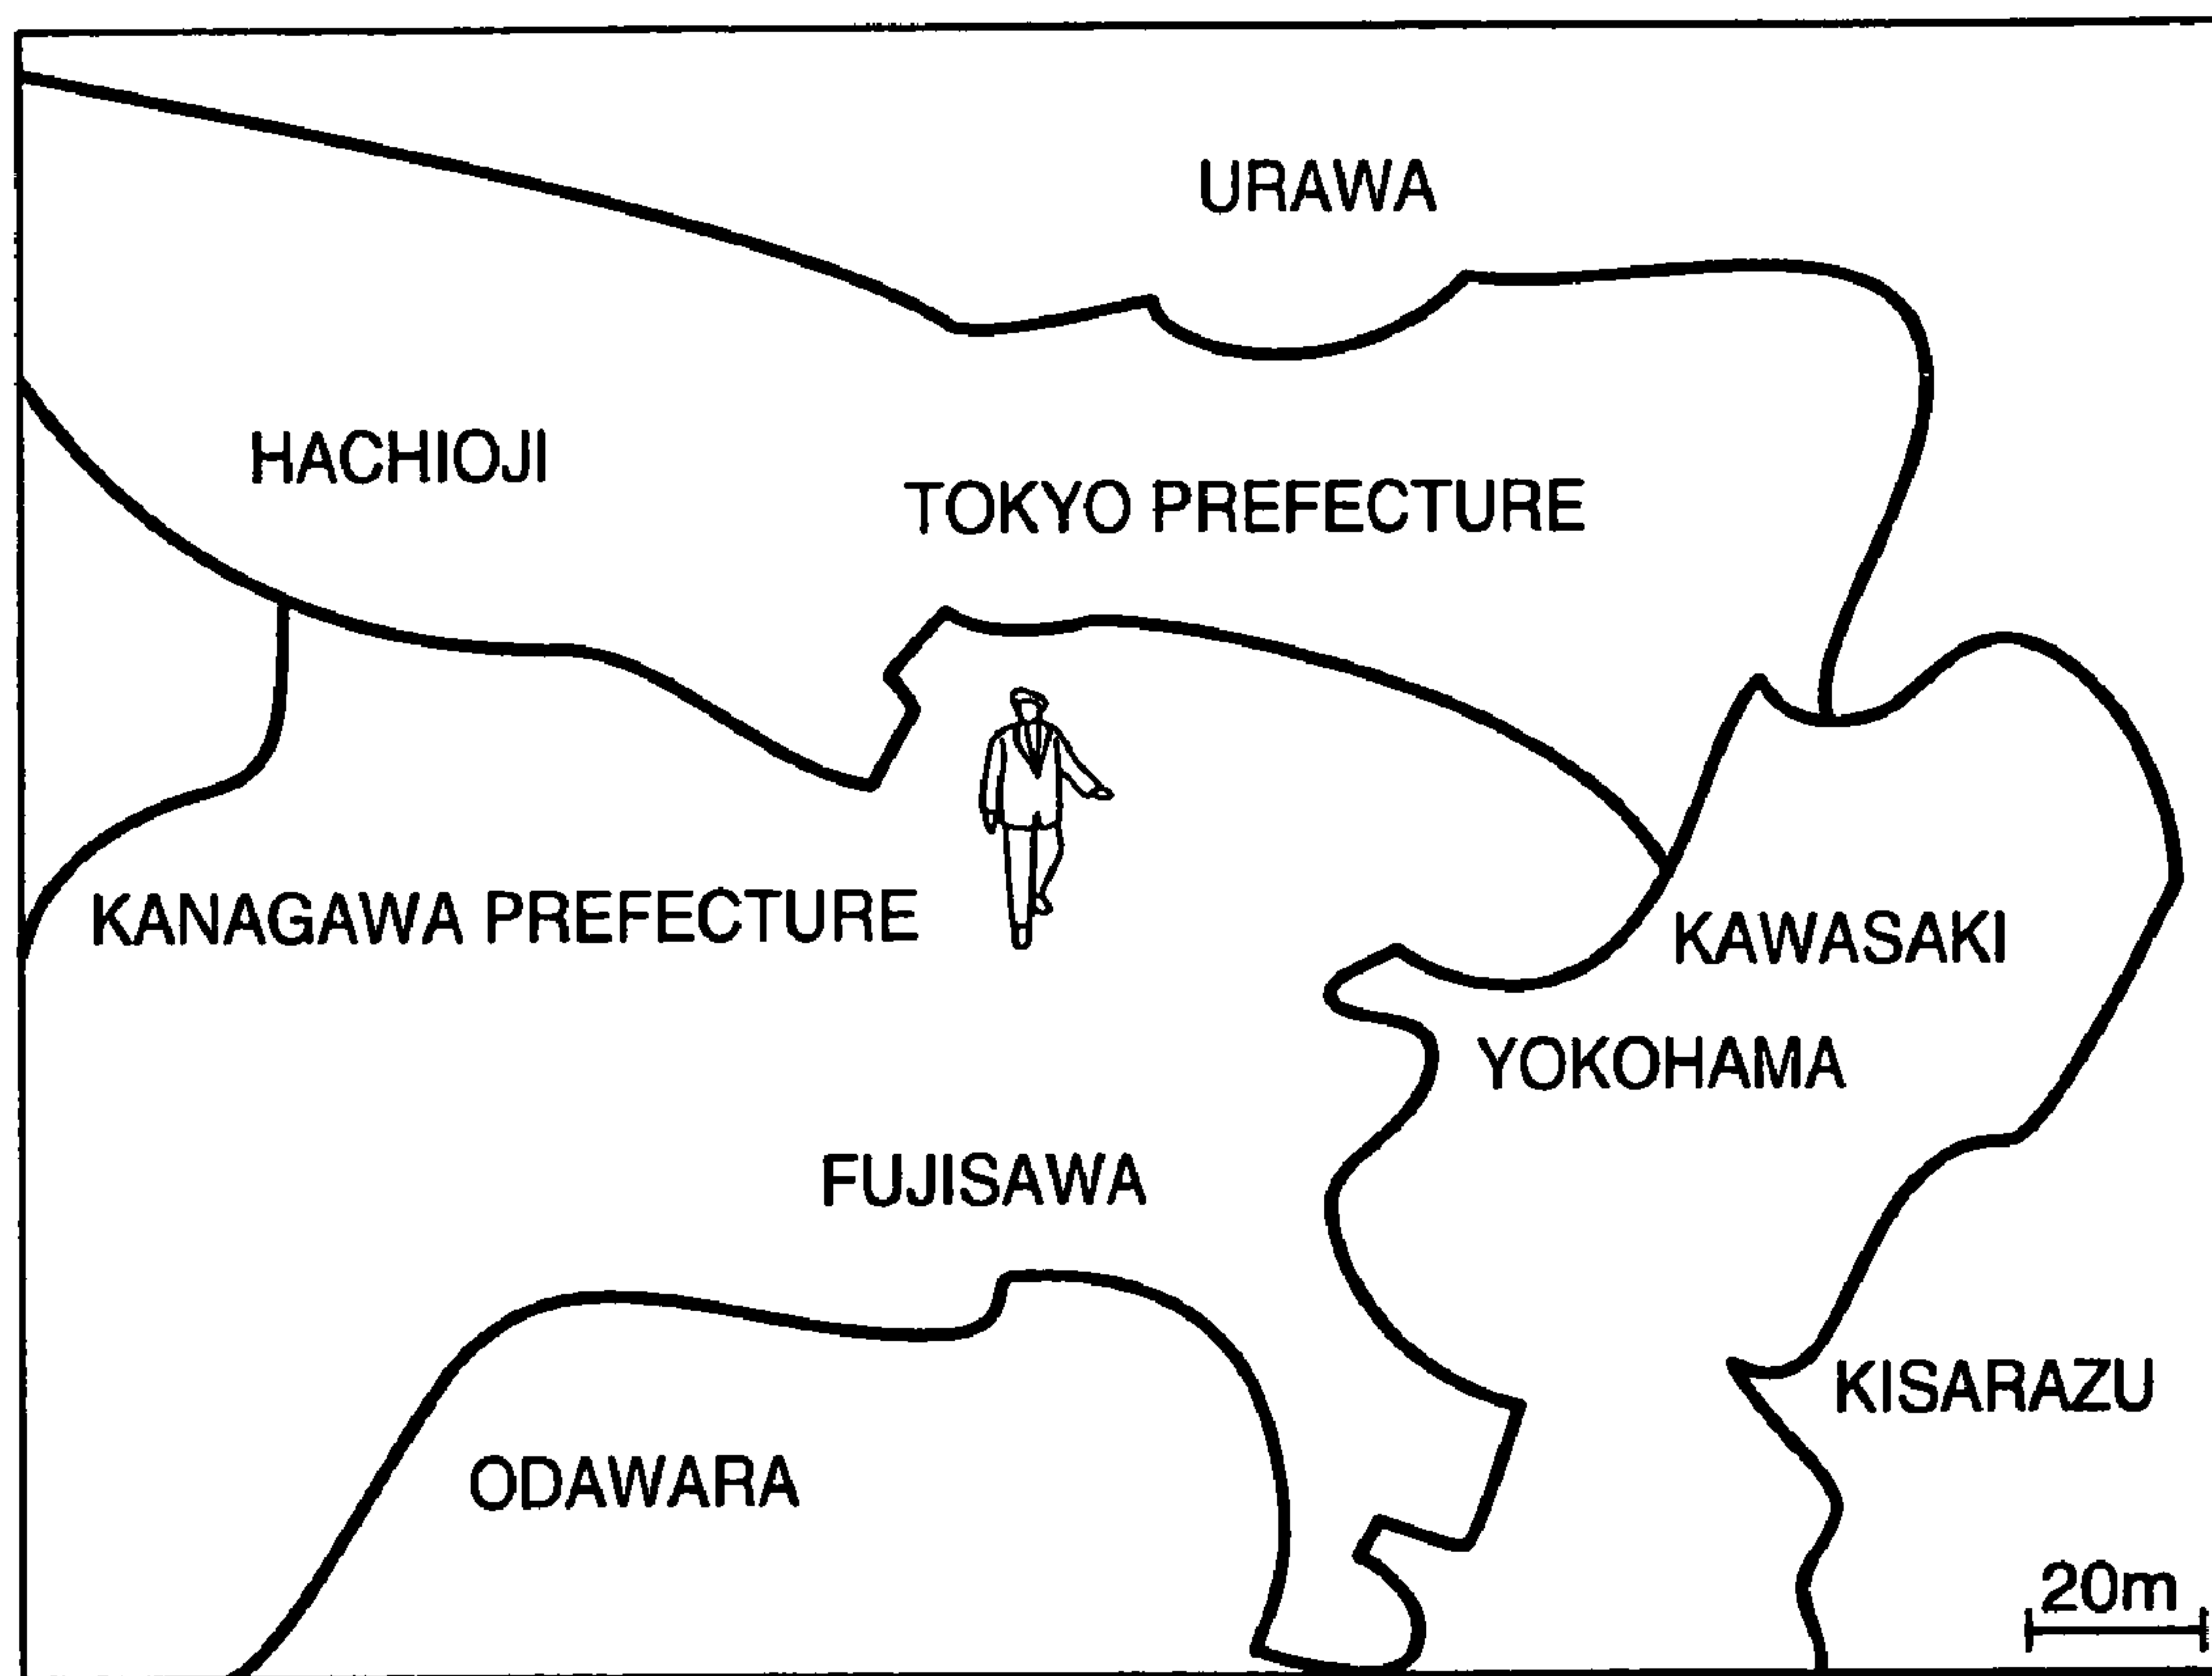 URAWA
HACHIOJI
TOKYO PREFECTURE
KANAGAWA PREFECTURE
KAWASAKI
YOKOHAMA
FUJISAWA
KISARAZU
ODAWARA
20m